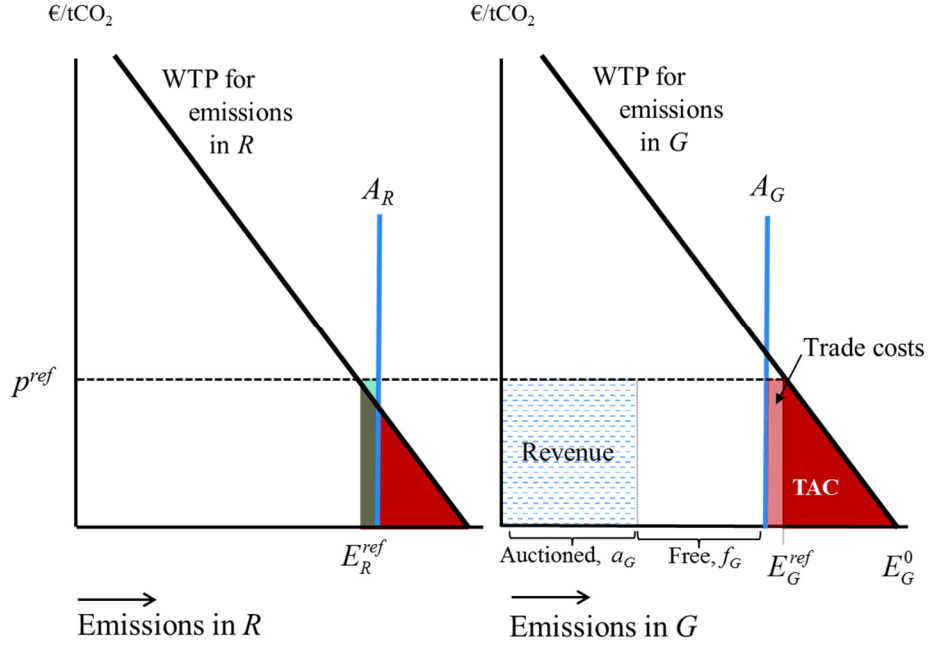 €/tCO₂
WTP for
emissions
in R
A_R
p^ref
E_R^ref
Emissions in R
€/tCO₂
WTP for
emissions
in G
A_G
Trade costs
Revenue
TAC
Auctioned, a_G
Free, f_G
E_G^ref
E_G^0
Emissions in G